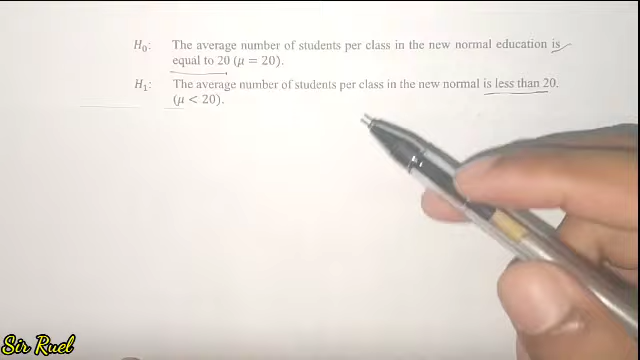 H₀: The average number of students per class in the new normal education is
equal to 20 (μ = 20).
H₁: The average number of students per class in the new normal is less than 20.
(μ < 20).
Sir Ruel